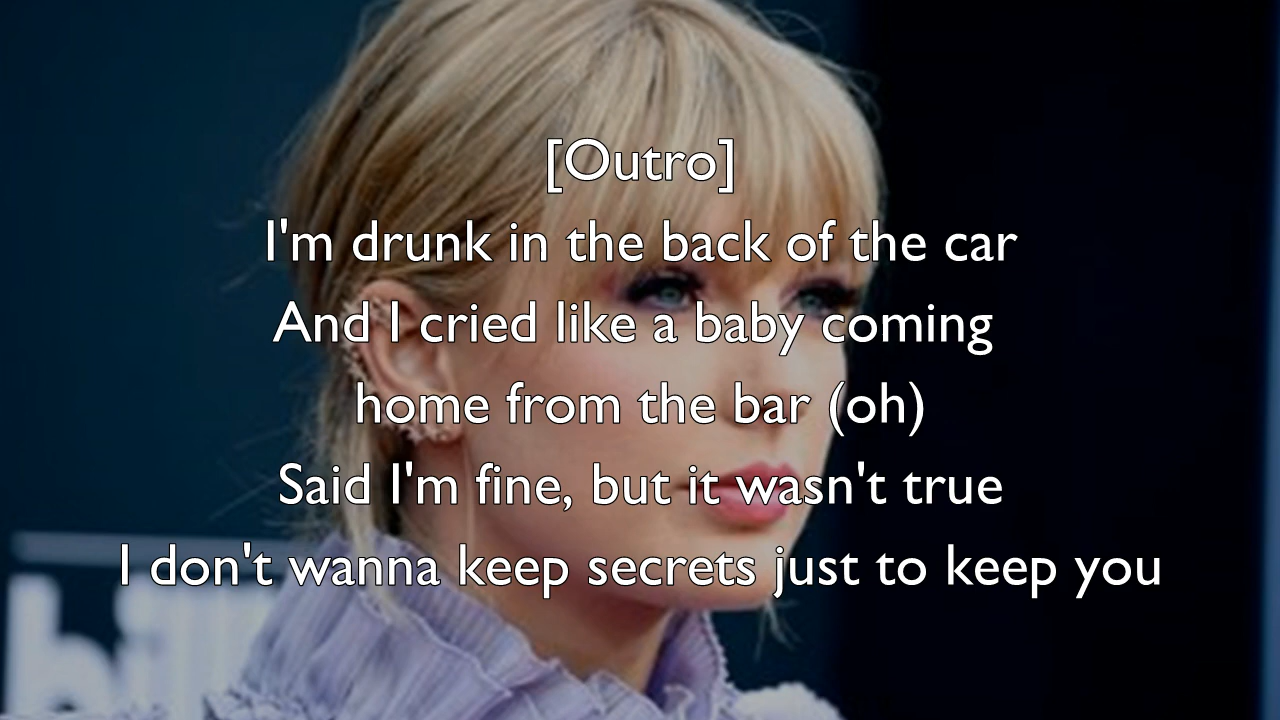 [Outro]
I'm drunk in the back of the car
And I cried like a baby coming
home from the bar (oh)
Said I'm fine, but it wasn't true
I don't wanna keep secrets just to keep you